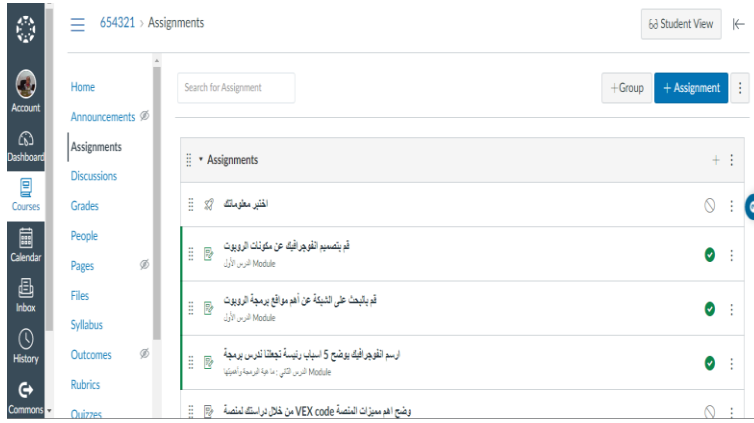 654321 › Assignments
Student View
Account
Dashboard
Courses
Calendar
Inbox
History
Commons
Home
Announcements
Assignments
Discussions
Grades
People
Pages
Files
Syllabus
Outcomes
Rubrics
Quizzes
Search for Assignment
+Group
+ Assignment
Assignments
اختبر معلوماتك
قم بتصميم انفوجرافيك عن مكونات الروبوت
Module الدرس الأول
قم بالبحث على الشبكة عن أهم مواقع برمجة الروبوت
Module الدرس الأول
ارسم انفوجرافيك يوضح 5 اسباب رئيسة تجعلنا ندرس برمجة
Module الدرس الثاني : ما هية البرمجة وأهميتها
وضح اهم مميزات المنصة VEX code من خلال دراستك لمنصة